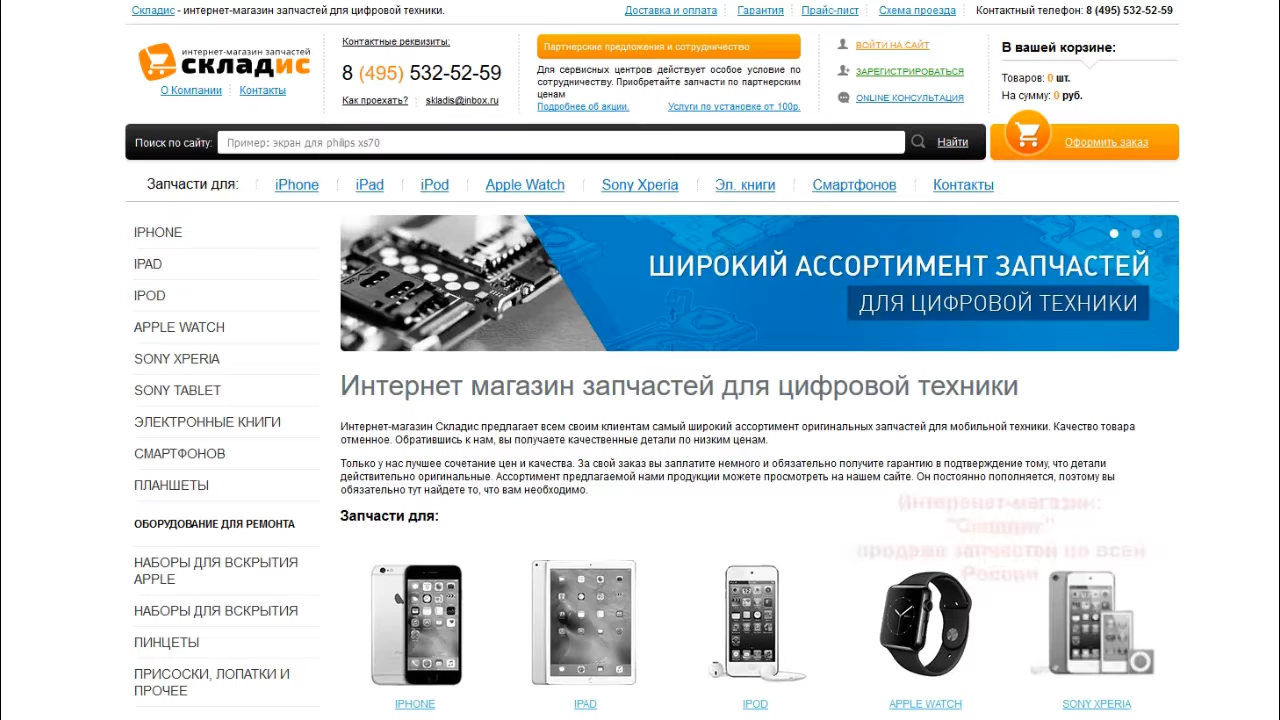 Складис - интернет-магазин запчастей для цифровой техники.
Доставка и оплата
Гарантия
Прайс-лист
Схема проезда
Контактный телефон: 8 (495) 532-52-59
интернет-магазин запчастей
складис
О Компании
Контакты
Контактные реквизиты:
8 (495) 532-52-59
Как проехать?
skladis@inbox.ru
Партнерские предложения и сотрудничество
Для сервисных центров действует особое условие по
сотрудничеству. Приобретайте запчасти по партнерским
ценам
Подробнее об акции.
Услуги по установке от 100р.
ВОЙТИ НА САЙТ
ЗАРЕГИСТРИРОВАТЬСЯ
ONLINE КОНСУЛЬТАЦИЯ
В вашей корзине:
Товаров: 0 шт.
На сумму: 0 руб.
Поиск по сайту:
Пример: экран для philips xs70
Найти
Оформить заказ
Запчасти для:
iPhone
iPad
iPod
Apple Watch
Sony Xperia
Эл. книги
Смартфонов
Контакты
IPHONE
IPAD
IPOD
APPLE WATCH
SONY XPERIA
SONY TABLET
ЭЛЕКТРОННЫЕ КНИГИ
СМАРТФОНОВ
ПЛАНШЕТЫ
ОБОРУДОВАНИЕ ДЛЯ РЕМОНТА
НАБОРЫ ДЛЯ ВСКРЫТИЯ
APPLE
НАБОРЫ ДЛЯ ВСКРЫТИЯ
ПИНЦЕТЫ
ПРИСОСКИ, ЛОПАТКИ И
ПРОЧЕЕ
ШИРОКИЙ АССОРТИМЕНТ ЗАПЧАСТЕЙ
ДЛЯ ЦИФРОВОЙ ТЕХНИКИ
Интернет магазин запчастей для цифровой техники
Интернет-магазин Складис предлагает всем своим клиентам самый широкий ассортимент оригинальных запчастей для мобильной техники. Качество товара
отменное. Обратившись к нам, вы получаете качественные детали по низким ценам.
Только у нас лучшее сочетание цен и качества. За свой заказ вы заплатите немного и обязательно получите гарантию в подтверждение тому, что детали
действительно оригинальные. Ассортимент предлагаемой нами продукции можете просмотреть на нашем сайте. Он постоянно пополняется, поэтому вы
обязательно тут найдете то, что вам необходимо.
Запчасти для:
по всей
России
IPHONE
IPAD
IPOD
APPLE WATCH
SONY XPERIA